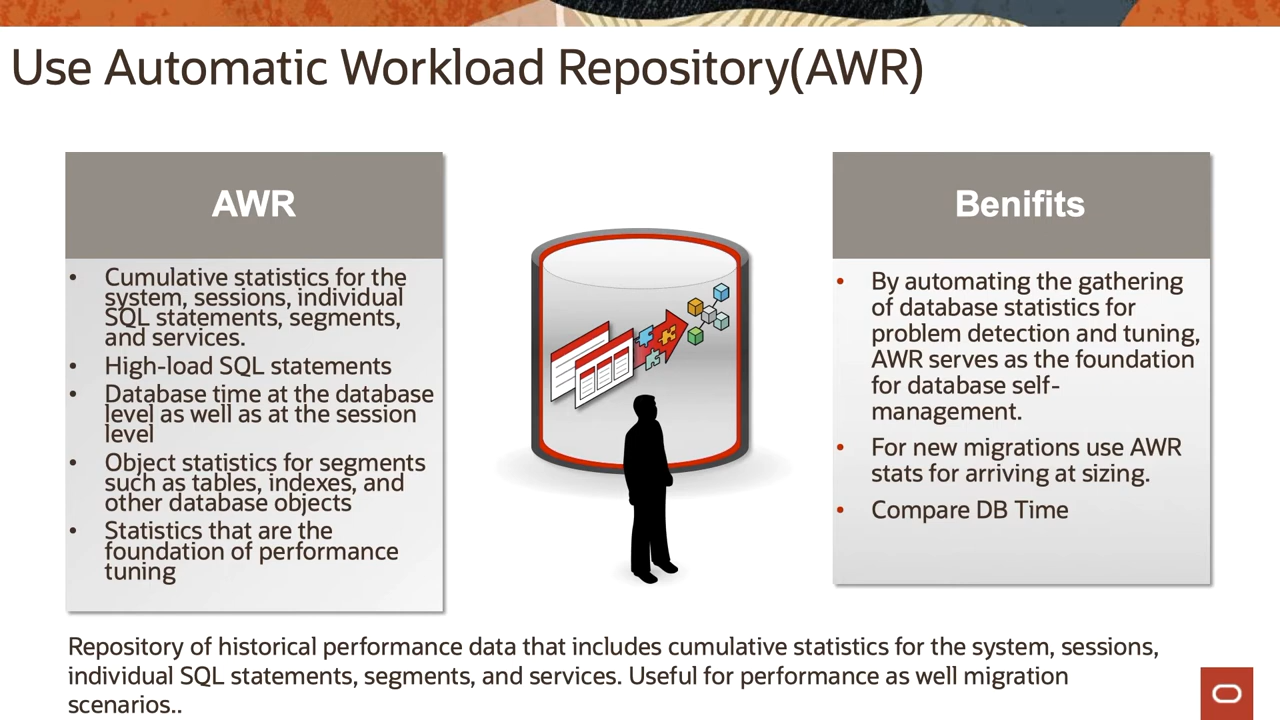 Use Automatic Workload Repository(AWR)
AWR
• Cumulative statistics for the
system, sessions, individual
SQL statements, segments,
and services.
• High-load SQL statements
• Database time at the database
level as well as at the session
level
• Object statistics for segments
such as tables, indexes, and
other database objects
• Statistics that are the
foundation of performance
tuning
Benifits
• By automating the gathering
of database statistics for
problem detection and tuning,
AWR serves as the foundation
for database self-
management.
• For new migrations use AWR
stats for arriving at sizing.
• Compare DB Time
Repository of historical performance data that includes cumulative statistics for the system, sessions,
individual SQL statements, segments, and services. Useful for performance as well migration
scenarios..